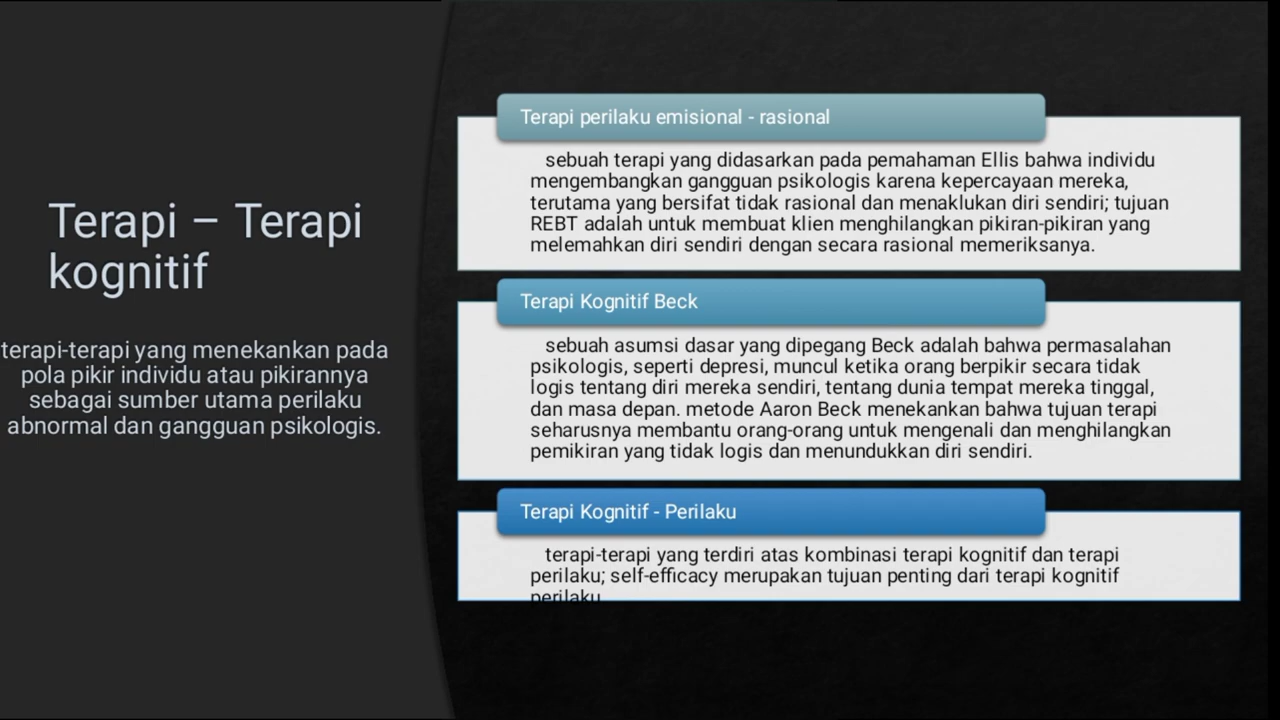 Terapi – Terapi
kognitif
terapi-terapi yang menekankan pada
pola pikir individu atau pikirannya
sebagai sumber utama perilaku
abnormal dan gangguan psikologis.
Terapi perilaku emisional - rasional
sebuah terapi yang didasarkan pada pemahaman Ellis bahwa individu
mengembangkan gangguan psikologis karena kepercayaan mereka,
terutama yang bersifat tidak rasional dan menaklukan diri sendiri; tujuan
REBT adalah untuk membuat klien menghilangkan pikiran-pikiran yang
melemahkan diri sendiri dengan secara rasional memeriksanya.
Terapi Kognitif Beck
sebuah asumsi dasar yang dipegang Beck adalah bahwa permasalahan
psikologis, seperti depresi, muncul ketika orang berpikir secara tidak
logis tentang diri mereka sendiri, tentang dunia tempat mereka tinggal,
dan masa depan. metode Aaron Beck menekankan bahwa tujuan terapi
seharusnya membantu orang-orang untuk mengenali dan menghilangkan
pemikiran yang tidak logis dan menundukkan diri sendiri.
Terapi Kognitif - Perilaku
terapi-terapi yang terdiri atas kombinasi terapi kognitif dan terapi
perilaku; self-efficacy merupakan tujuan penting dari terapi kognitif
perilaku